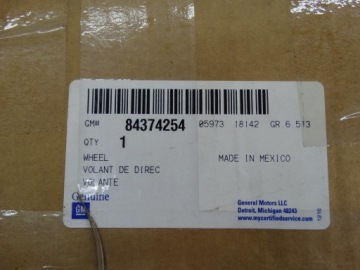 GM# 84374254 05973 18142 GR 6.513
QTY 1
WHEEL MADE IN MEXICO
VOLANT DE DIREC
VOLANTE
Genuine
GM
General Motors LLC
Detroit, Michigan 48243
www.mycertifiedservice.com